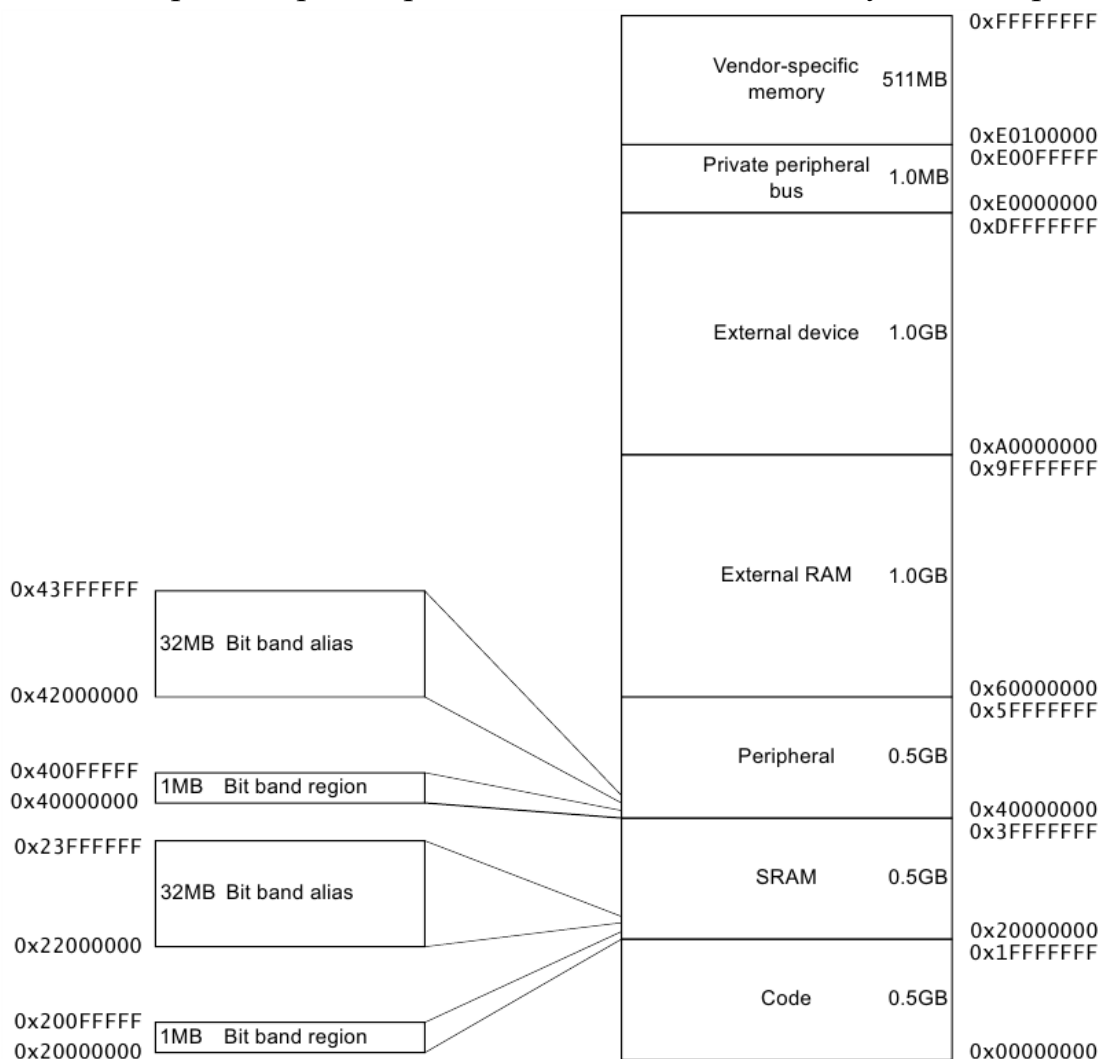 0xFFFFFFFF
Vendor-specific
memory
511MB
0xE0100000
0xE00FFFFF
Private peripheral
bus
1.0MB
0xE0000000
0xDFFFFFFF
External device 1.0GB
0xA0000000
0x9FFFFFFF
External RAM 1.0GB
0x60000000
0x5FFFFFFF
Peripheral 0.5GB
0x40000000
0x3FFFFFFF
SRAM 0.5GB
0x20000000
0x1FFFFFFF
Code 0.5GB
0x00000000
0x43FFFFFF
32MB Bit band alias
0x42000000
0x400FFFFF
1MB Bit band region
0x40000000
0x23FFFFFF
32MB Bit band alias
0x22000000
0x200FFFFF
1MB Bit band region
0x20000000